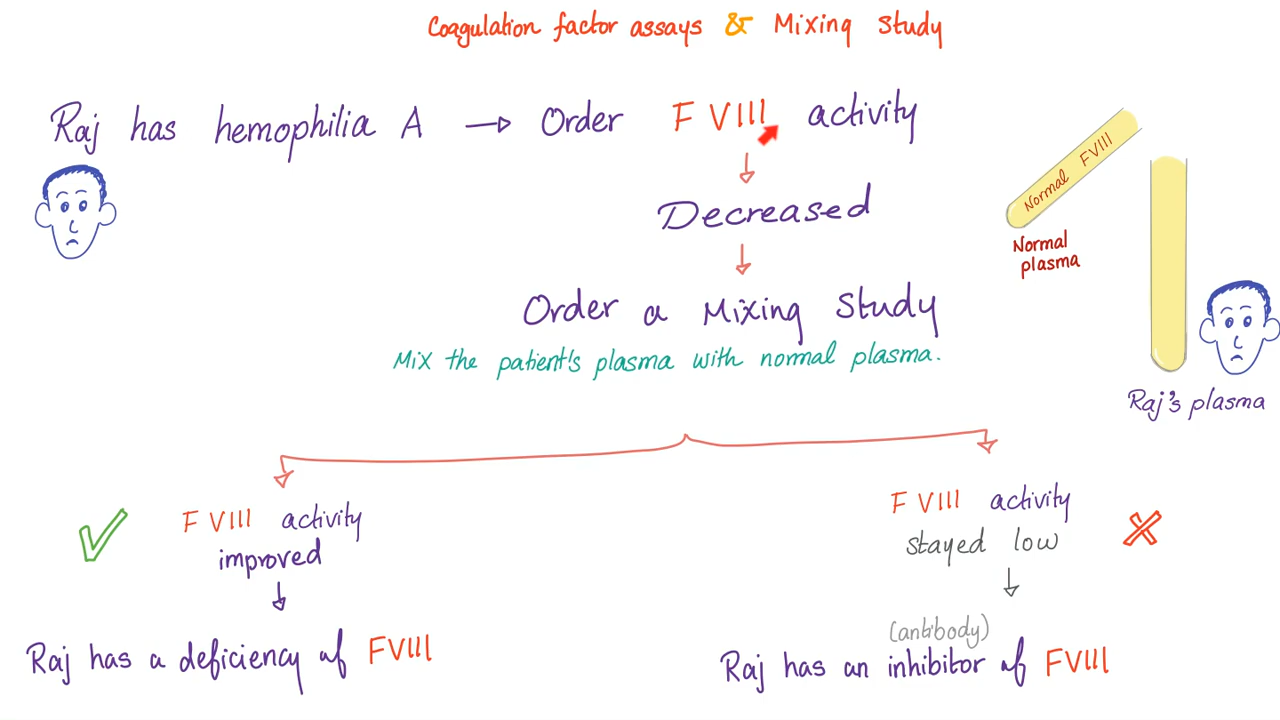 Coagulation factor assays & Mixing Study
Raj has hemophilia A → Order F VIII activity
Decreased
Order a Mixing Study
Mix the patient's plasma with normal plasma.
Normal FVIII
Normal
plasma
Raj's plasma
F VIII activity
improved
Raj has a deficiency of FVIII
F VIII activity
stayed low
(antibody)
Raj has an inhibitor of FVIII